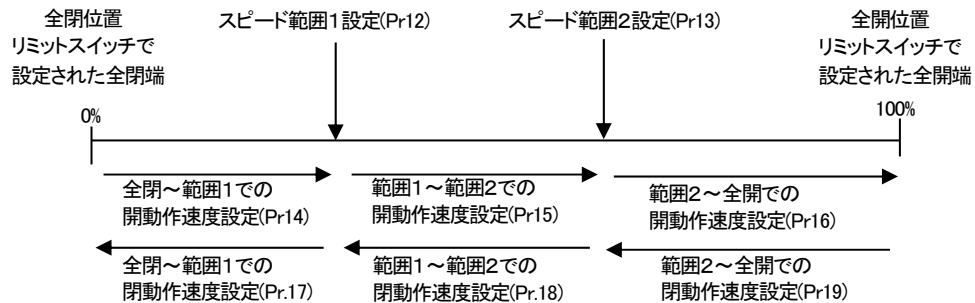 全閉位置
リミットスイッチで
設定された全閉端
スピード範囲1設定(Pr12)
スピード範囲2設定(Pr13)
全開位置
リミットスイッチで
設定された全開端
0%
100%
全閉～範囲1での
開動作速度設定(Pr14)
範囲1～範囲2での
開動作速度設定(Pr15)
範囲2～全開での
開動作速度設定(Pr16)
全閉～範囲1での
閉動作速度設定(Pr.17)
範囲1～範囲2での
閉動作速度設定(Pr.18)
範囲2～全開での
閉動作速度設定(Pr19)